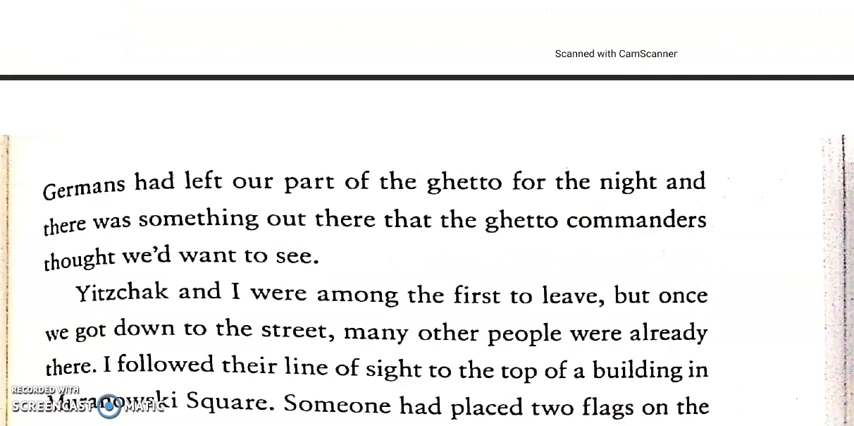 Scanned with CamScanner
Germans had left our part of the ghetto for the night and
there was something out there that the ghetto commanders
thought we'd want to see.
Yitzchak and I were among the first to leave, but once
we got down to the street, many other people were already
there. I followed their line of sight to the top of a building in
RECORDED WITH
Square. Someone had placed two flags on the
SCREENCAST MATIC